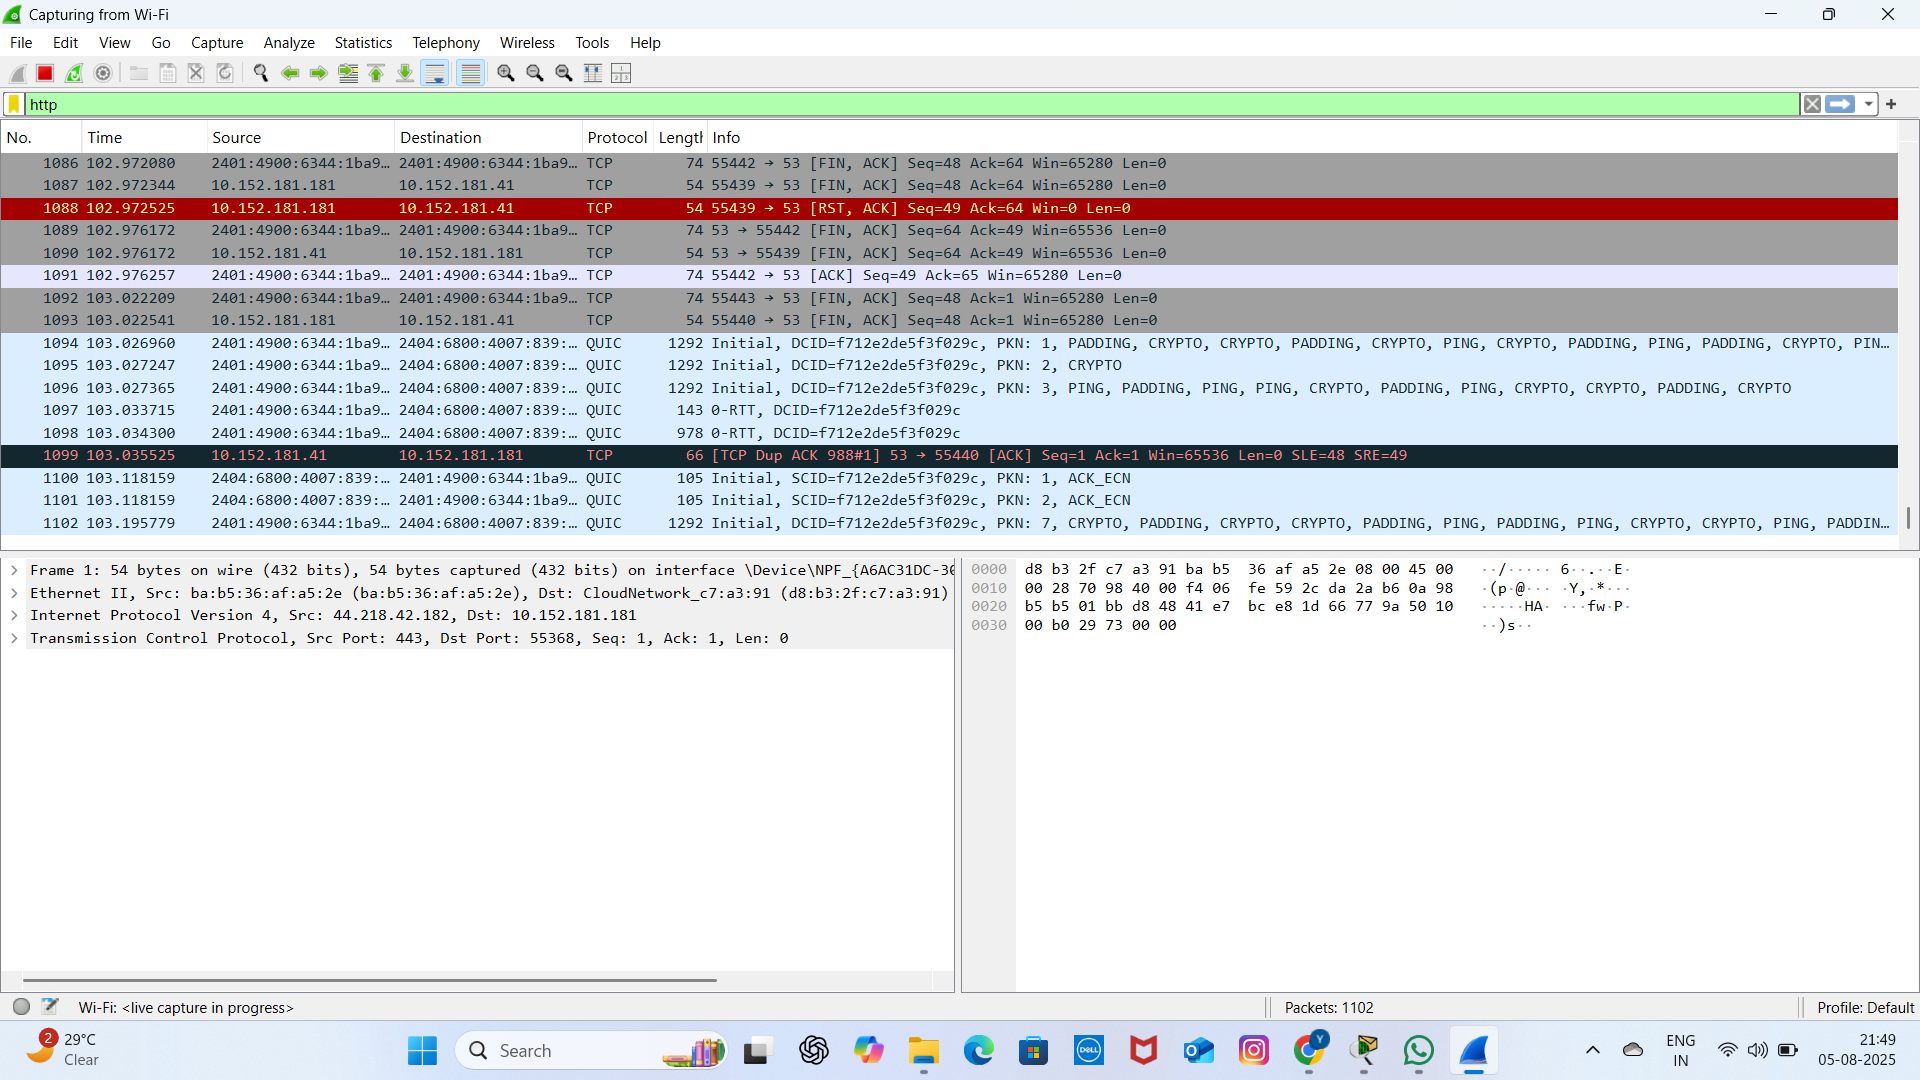 Capturing from Wi-Fi
File Edit View Go Capture Analyze Statistics Telephony Wireless Tools Help
http
No. Time Source Destination Protocol Length Info
1086 102.972080 2401:4900:6344:1ba9… 2401:4900:6344:1ba9… TCP 74 55442 → 53 [FIN, ACK] Seq=48 Ack=64 Win=65280 Len=0
1087 102.972344 10.152.181.181 10.152.181.41 TCP 54 55439 → 53 [FIN, ACK] Seq=48 Ack=64 Win=65280 Len=0
1088 102.972525 10.152.181.181 10.152.181.41 TCP 54 55439 → 53 [RST, ACK] Seq=49 Ack=64 Win=0 Len=0
1089 102.976172 2401:4900:6344:1ba9… 2401:4900:6344:1ba9… TCP 74 53 → 55442 [FIN, ACK] Seq=64 Ack=49 Win=65536 Len=0
1090 102.976172 10.152.181.41 10.152.181.181 TCP 54 53 → 55439 [FIN, ACK] Seq=64 Ack=49 Win=65536 Len=0
1091 102.976257 2401:4900:6344:1ba9… 2401:4900:6344:1ba9… TCP 74 55442 → 53 [ACK] Seq=49 Ack=65 Win=65280 Len=0
1092 103.022209 2401:4900:6344:1ba9… 2401:4900:6344:1ba9… TCP 74 55443 → 53 [FIN, ACK] Seq=48 Ack=1 Win=65280 Len=0
1093 103.022541 10.152.181.181 10.152.181.41 TCP 54 55440 → 53 [FIN, ACK] Seq=48 Ack=1 Win=65280 Len=0
1094 103.026960 2401:4900:6344:1ba9… 2404:6800:4007:839:… QUIC 1292 Initial, DCID=f712e2de5f3f029c, PKN: 1, PADDING, CRYPTO, CRYPTO, PADDING, CRYPTO, PING, CRYPTO, PADDING, PING, PADDING, CRYPTO, PIN…
1095 103.027247 2401:4900:6344:1ba9… 2404:6800:4007:839:… QUIC 1292 Initial, DCID=f712e2de5f3f029c, PKN: 2, CRYPTO
1096 103.027365 2401:4900:6344:1ba9… 2404:6800:4007:839:… QUIC 1292 Initial, DCID=f712e2de5f3f029c, PKN: 3, PING, PADDING, PING, PING, CRYPTO, PADDING, PING, CRYPTO, CRYPTO, PADDING, CRYPTO
1097 103.033715 2401:4900:6344:1ba9… 2404:6800:4007:839:… QUIC 143 0-RTT, DCID=f712e2de5f3f029c
1098 103.034300 2401:4900:6344:1ba9… 2404:6800:4007:839:… QUIC 978 0-RTT, DCID=f712e2de5f3f029c
1099 103.035525 10.152.181.41 10.152.181.181 TCP 66 [TCP Dup ACK 988#1] 53 → 55440 [ACK] Seq=1 Ack=1 Win=65536 Len=0 SLE=48 SRE=49
1100 103.118159 2404:6800:4007:839:… 2401:4900:6344:1ba9… QUIC 105 Initial, SCID=f712e2de5f3f029c, PKN: 1, ACK_ECN
1101 103.118159 2404:6800:4007:839:… 2401:4900:6344:1ba9… QUIC 105 Initial, SCID=f712e2de5f3f029c, PKN: 2, ACK_ECN
1102 103.195779 2401:4900:6344:1ba9… 2404:6800:4007:839:… QUIC 1292 Initial, DCID=f712e2de5f3f029c, PKN: 7, CRYPTO, PADDING, CRYPTO, CRYPTO, PADDING, PING, PADDING, PING, CRYPTO, CRYPTO, PING, PADDIN…
Frame 1: 54 bytes on wire (432 bits), 54 bytes captured (432 bits) on interface \Device\NPF_{A6AC31DC-30
Ethernet II, Src: ba:b5:36:af:a5:2e (ba:b5:36:af:a5:2e), Dst: CloudNetwork_c7:a3:91 (d8:b3:2f:c7:a3:91)
Internet Protocol Version 4, Src: 44.218.42.182, Dst: 10.152.181.181
Transmission Control Protocol, Src Port: 443, Dst Port: 55368, Seq: 1, Ack: 1, Len: 0
0000 d8 b3 2f c7 a3 91 ba b5 36 af a5 2e 08 00 45 00 ··/····· 6··.··E·
0010 00 28 70 98 40 00 f4 06 fe 59 2c da 2a b6 0a 98 ·(p·@··· ·Y,·*···
0020 b5 b5 01 bb d8 48 41 e7 bc e8 1d 66 77 9a 50 10 ·····HA· ···fw·P·
0030 00 b0 29 73 00 00 ··)s··
Wi-Fi: <live capture in progress> Packets: 1102 Profile: Default
2 29°C
Clear
Search
DELL
Y
ENG
IN
21:49
05-08-2025